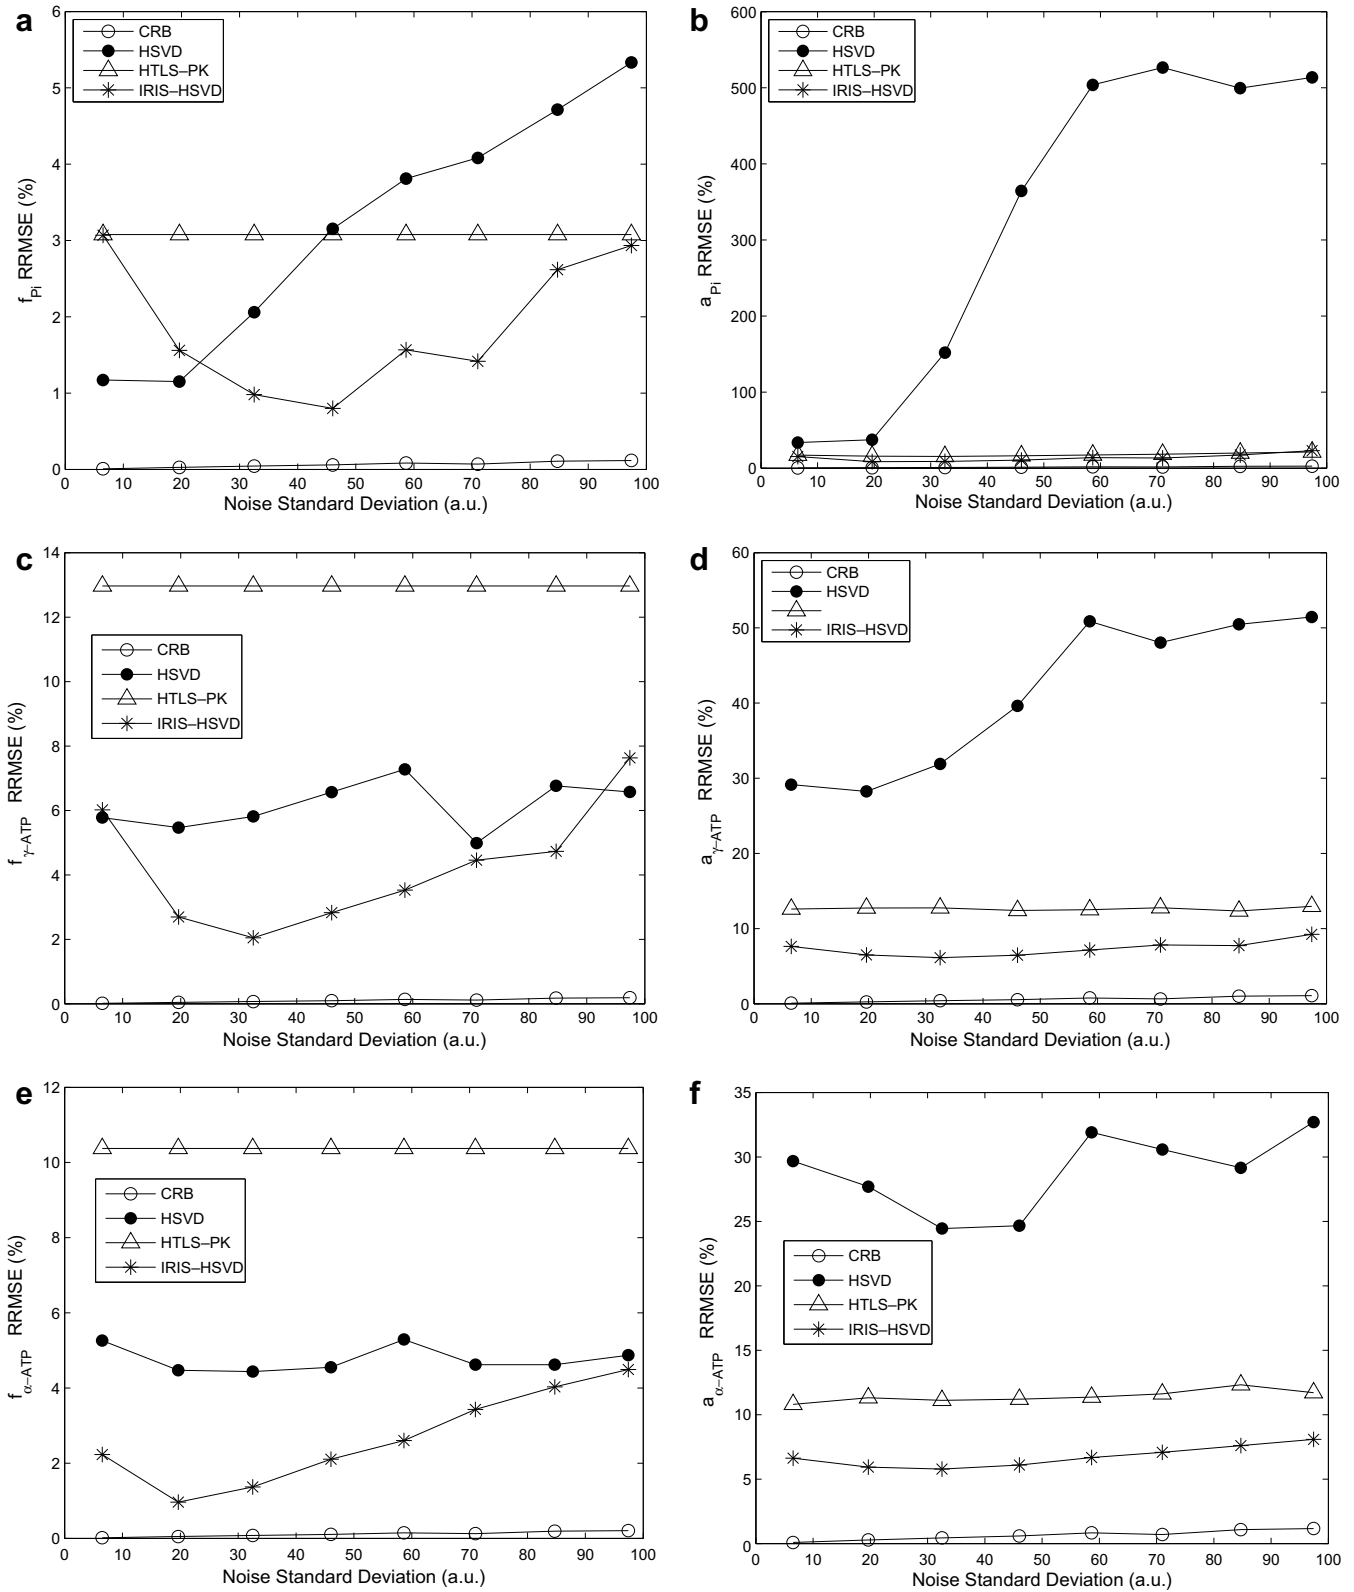 a
6
5
4
3
2
1
0
f Pi RRMSE (%)
CRB
HSVD
HTLS–PK
IRIS–HSVD
0 10 20 30 40 50 60 70 80 90 100
Noise Standard Deviation (a.u.)
b
600
500
400
300
200
100
0
a Pi RRMSE (%)
CRB
HSVD
HTLS–PK
IRIS–HSVD
0 10 20 30 40 50 60 70 80 90 100
Noise Standard Deviation (a.u.)
c
14
12
10
8
6
4
2
0
f γ–ATP RRMSE (%)
CRB
HSVD
HTLS–PK
IRIS–HSVD
0 10 20 30 40 50 60 70 80 90 100
Noise Standard Deviation (a.u.)
d
60
50
40
30
20
10
0
a γ–ATP RRMSE (%)
CRB
HSVD
IRIS–HSVD
0 10 20 30 40 50 60 70 80 90 100
Noise Standard Deviation (a.u.)
e
12
10
8
6
4
2
0
f α–ATP RRMSE (%)
CRB
HSVD
HTLS–PK
IRIS–HSVD
0 10 20 30 40 50 60 70 80 90 100
Noise Standard Deviation (a.u.)
f
35
30
25
20
15
10
5
0
a α–ATP RRMSE (%)
CRB
HSVD
HTLS–PK
IRIS–HSVD
0 10 20 30 40 50 60 70 80 90 100
Noise Standard Deviation (a.u.)